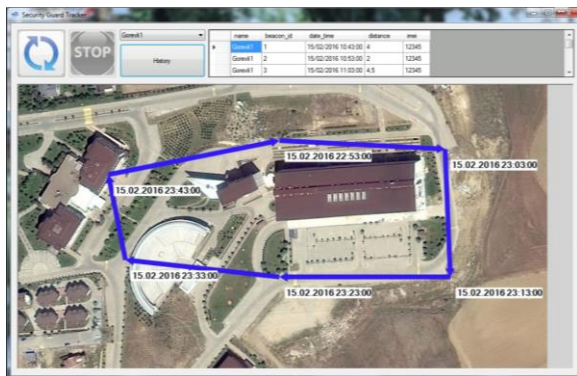 Security Guard Tracker
STOP
Gorevli1
History
name beacon_id date_time distance imei
Gorevli1 1 15/02/2016 10:43:00 4 12345
Gorevli1 2 15/02/2016 10:53:00 2 12345
Gorevli1 3 15/02/2016 11:03:00 4.5 12345
15.02.2016 22:53:00
15.02.2016 23:03:00
15.02.2016 23:43:00
15.02.2016 23:33:00
15.02.2016 23:23:00
15.02.2016 23:13:00